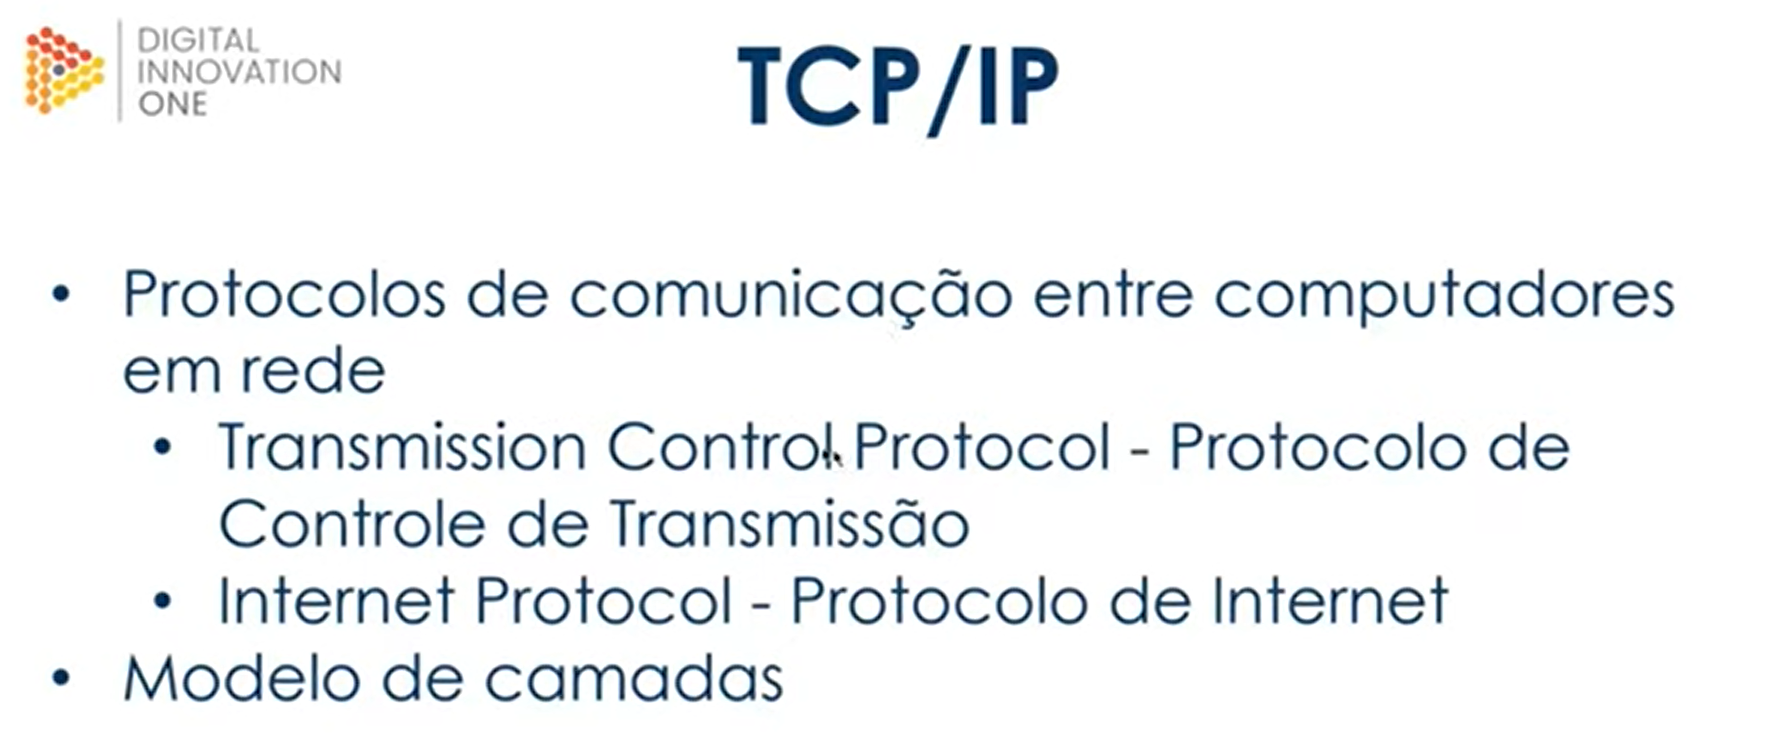 DIGITAL
INNOVATION
ONE
TCP/IP
• Protocolos de comunicação entre computadores
em rede
• Transmission Control Protocol - Protocolo de
Controle de Transmissão
• Internet Protocol - Protocolo de Internet
• Modelo de camadas